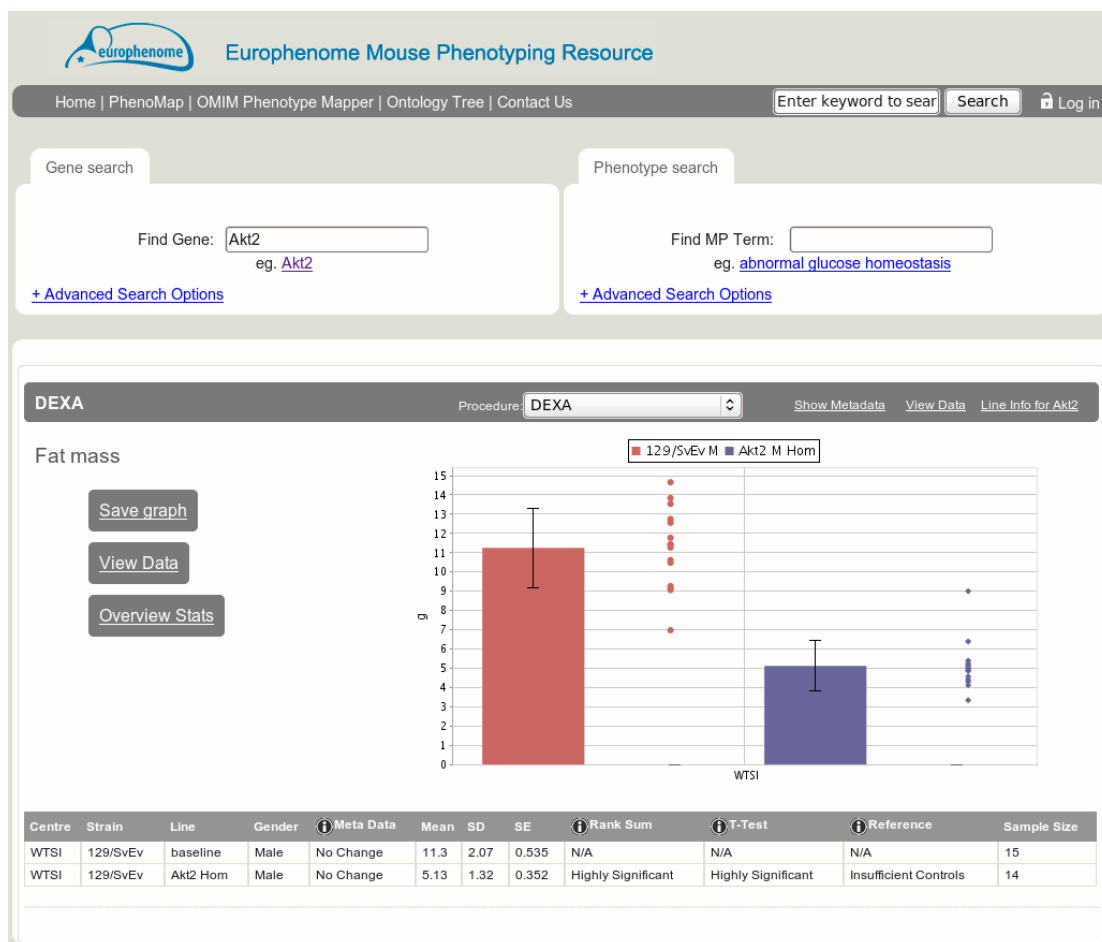 europhenome Europhenome Mouse Phenotyping Resource
Home | PhenoMap | OMIM Phenotype Mapper | Ontology Tree | Contact Us Enter keyword to sear Search Log in
Gene search Phenotype search
Find Gene: Akt2 Find MP Term:
eg. Akt2 eg. abnormal glucose homeostasis
+ Advanced Search Options + Advanced Search Options
DEXA Procedure: DEXA Show Metadata View Data Line Info for Akt2
Fat mass
129/SvEv M Akt2 M Hom
Save graph
View Data
Overview Stats
15
14
13
12
11
10
9
8
7
6
5
4
3
2
1
0
g
WTSI
Centre Strain Line Gender i Meta Data Mean SD SE i Rank Sum i T-Test i Reference Sample Size
WTSI 129/SvEv baseline Male No Change 11.3 2.07 0.535 N/A N/A N/A 15
WTSI 129/SvEv Akt2 Hom Male No Change 5.13 1.32 0.352 Highly Significant Highly Significant Insufficient Controls 14